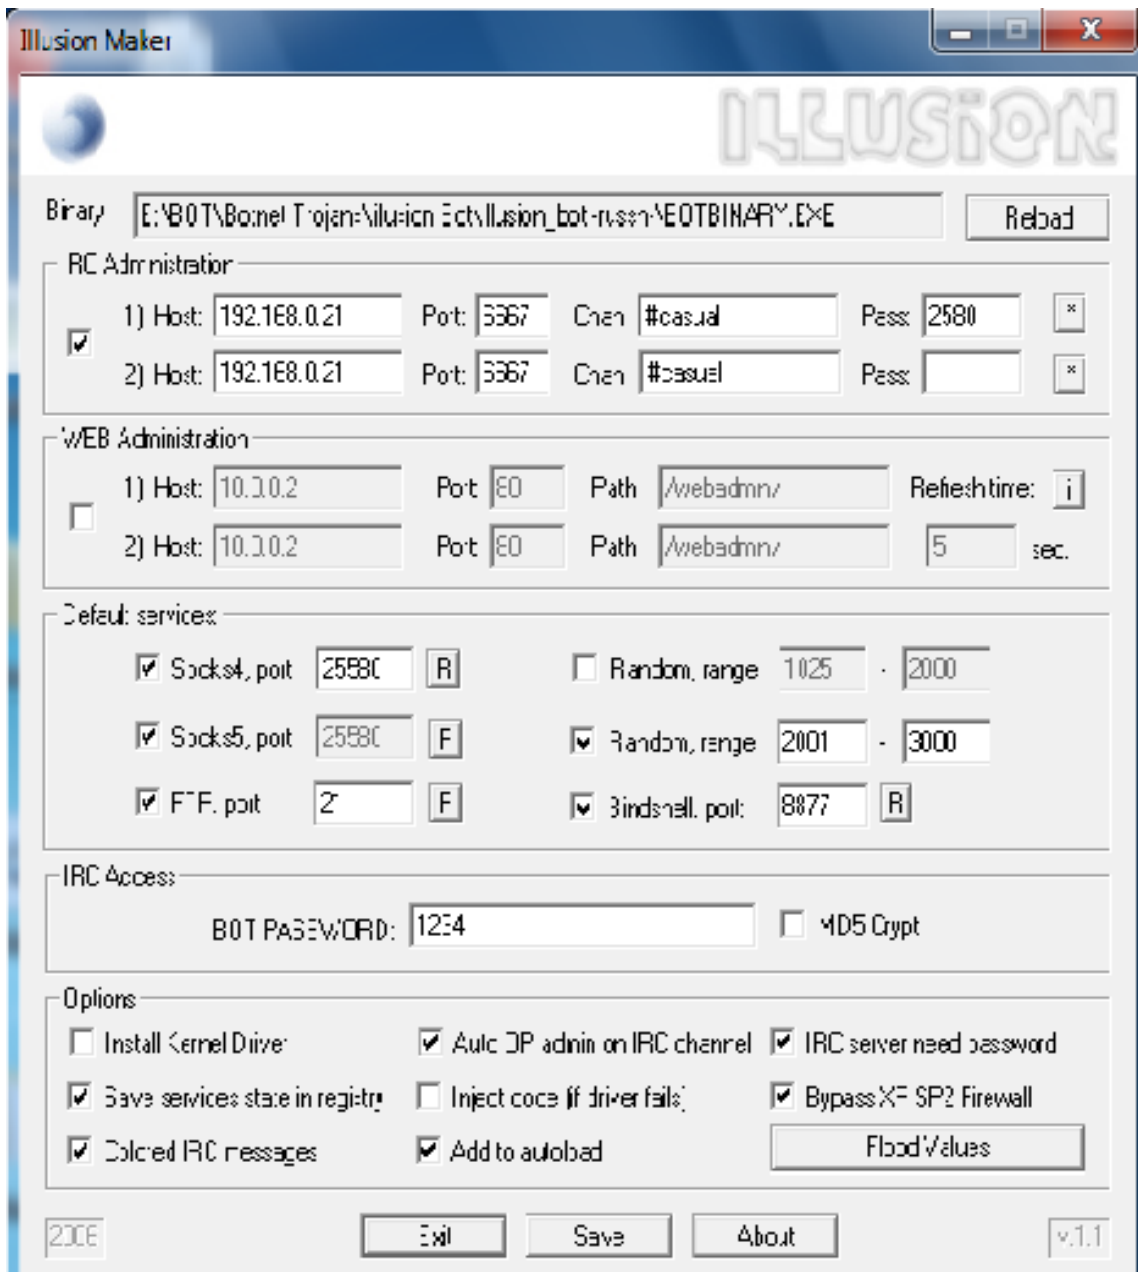 Illusion Maker
ILLUSION
Binary Reload
IRC Administration
1) Host: 192.168.0.21 Port: 6667 Chan #casual Pass: 2580 *
2) Host: 192.168.0.21 Port: 6667 Chan #casual Pass: *
WEB Administration
1) Host: 10.0.0.2 Port 80 Path /webadmin/ Refresh time: i
2) Host: 10.0.0.2 Port 80 Path /webadmin/ 5 sec.
Default services:
Socks4, port 25580 R Random, range 1025 - 2000
Socks5, port 25580 F Random, range 2001 - 3000
FTP, port F Bindshell, port: 8877 R
IRC Access
BOT PASSWORD: 1234 MD5 Crypt
Options
Install Kernel Driver Auto OP admin on IRC channel IRC server need password
Save services state in registry Inject code (if driver fails) Bypass XP SP2 Firewall
Colored IRC messages Add to autoload Flood Values
Exit Save About v.1.1